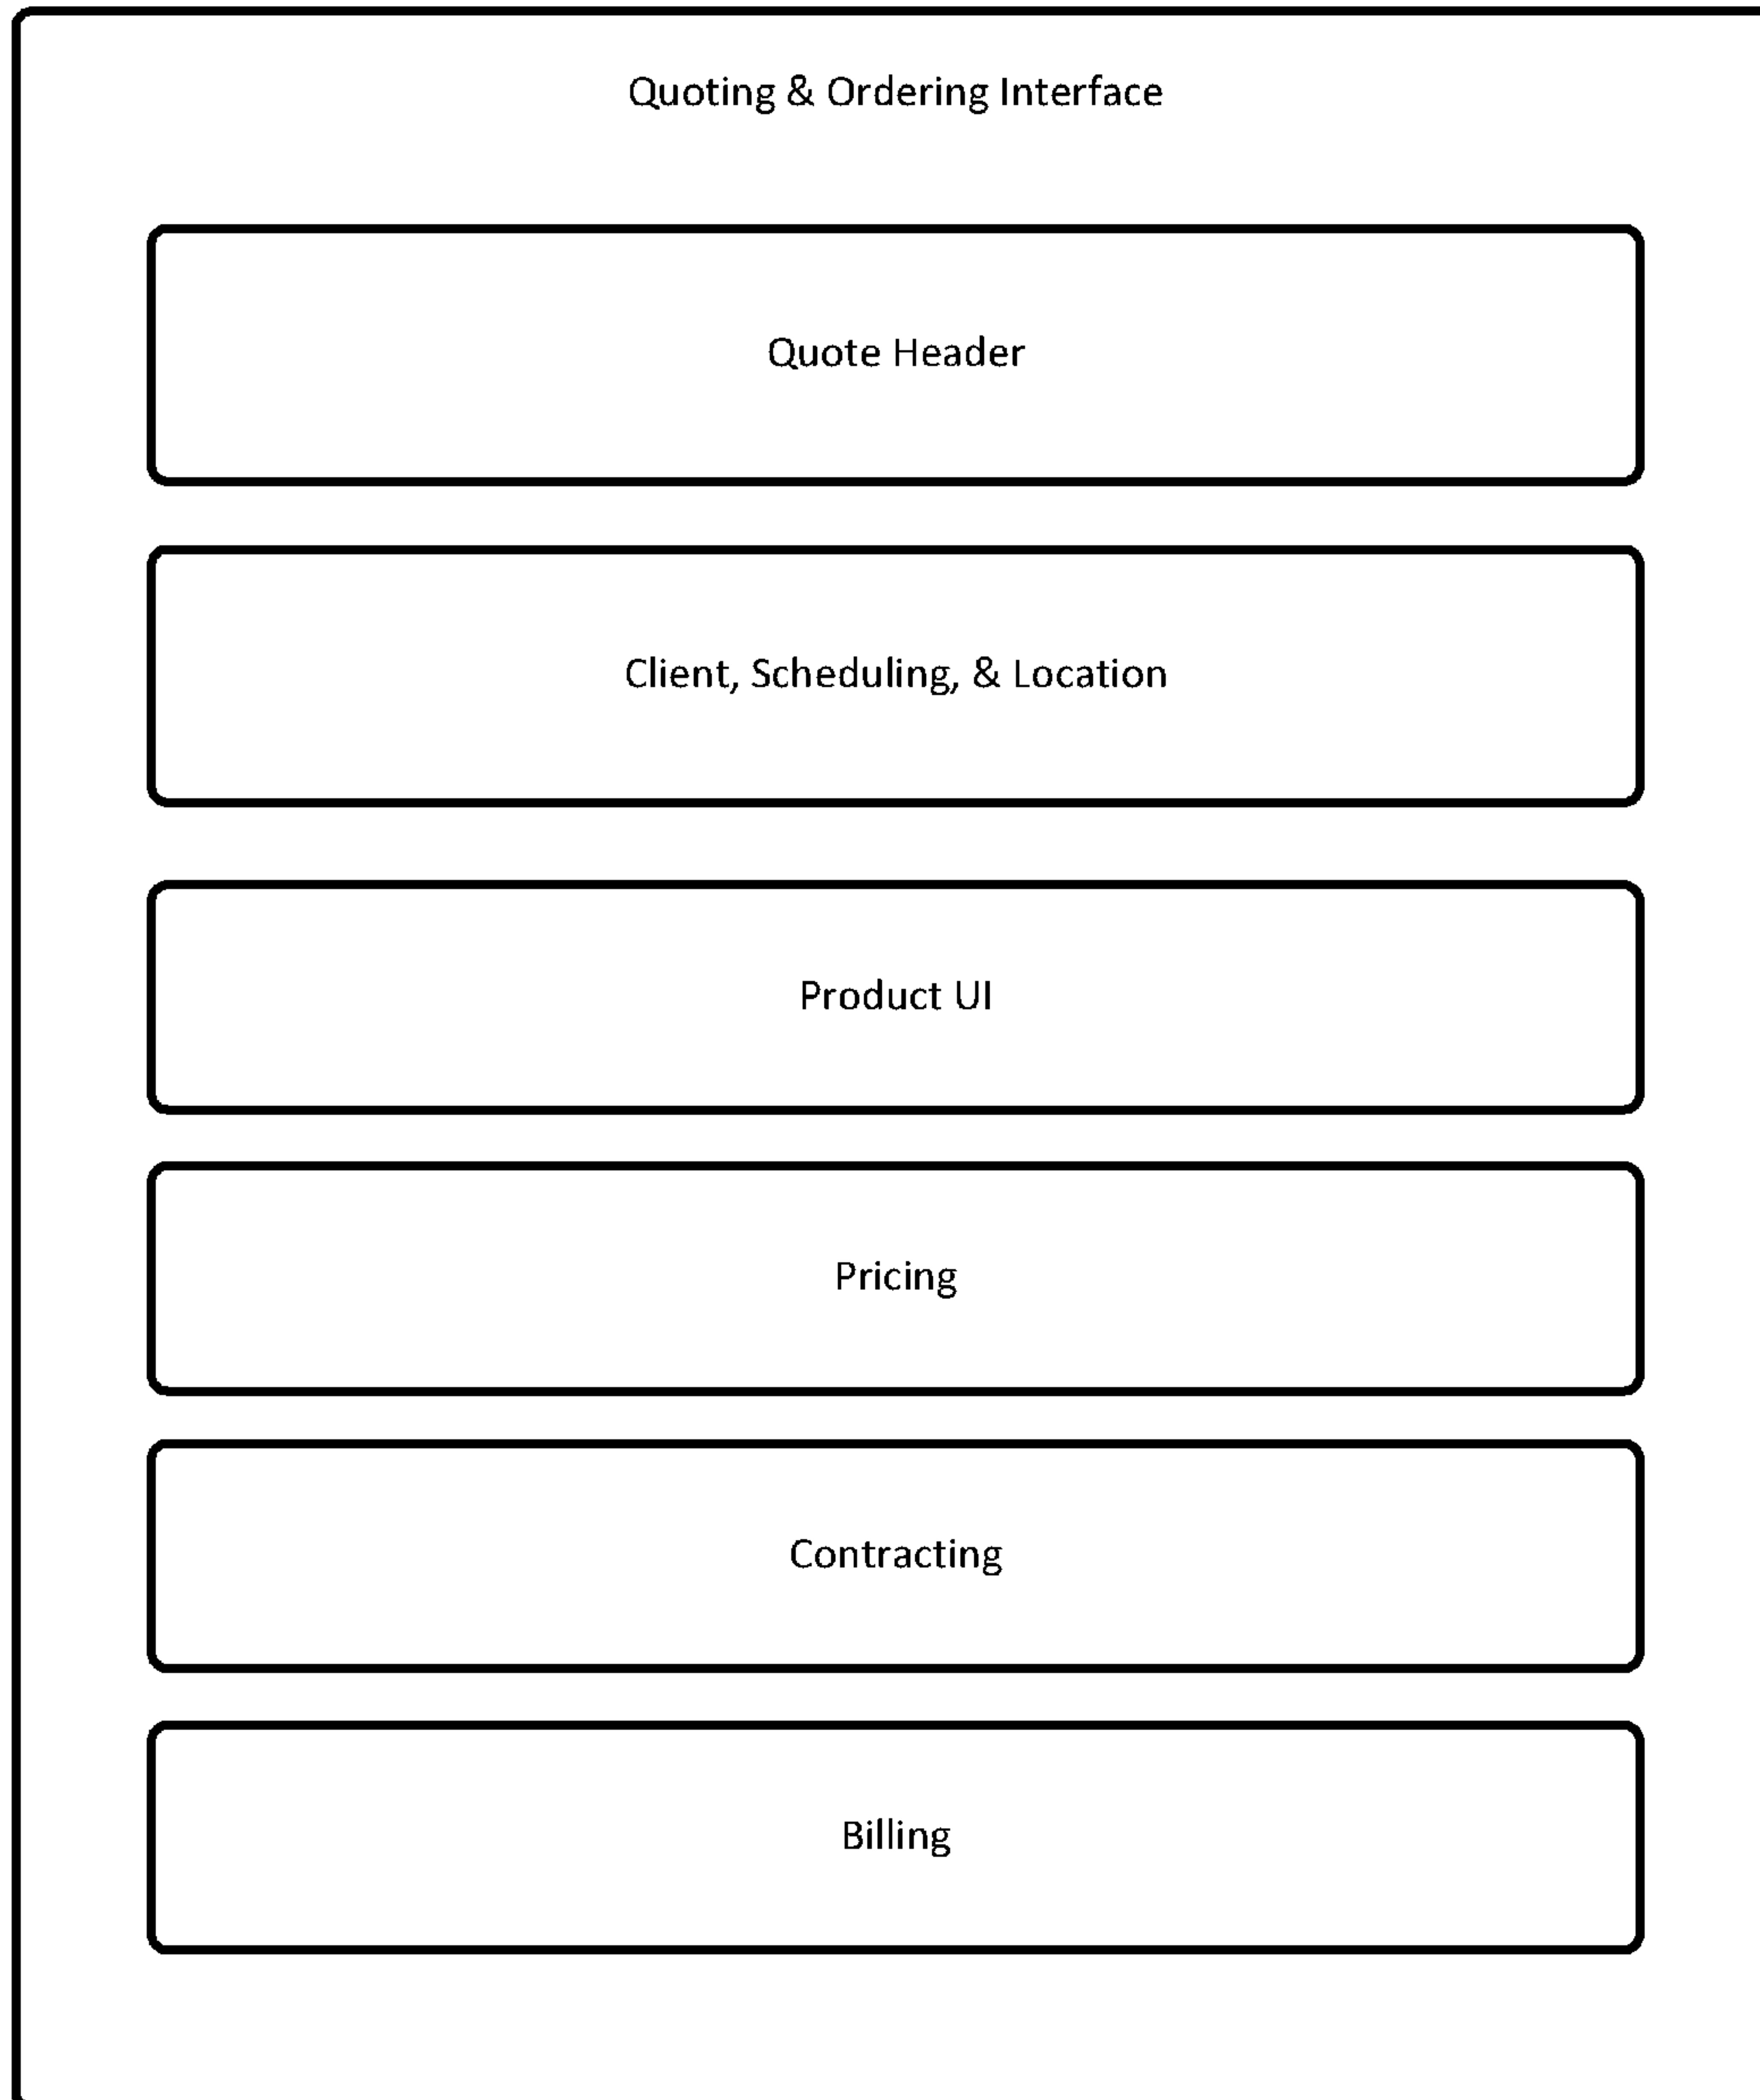 Quoting & Ordering Interface
Quote Header
Client, Scheduling, & Location
Product UI
Pricing
Contracting
Billing